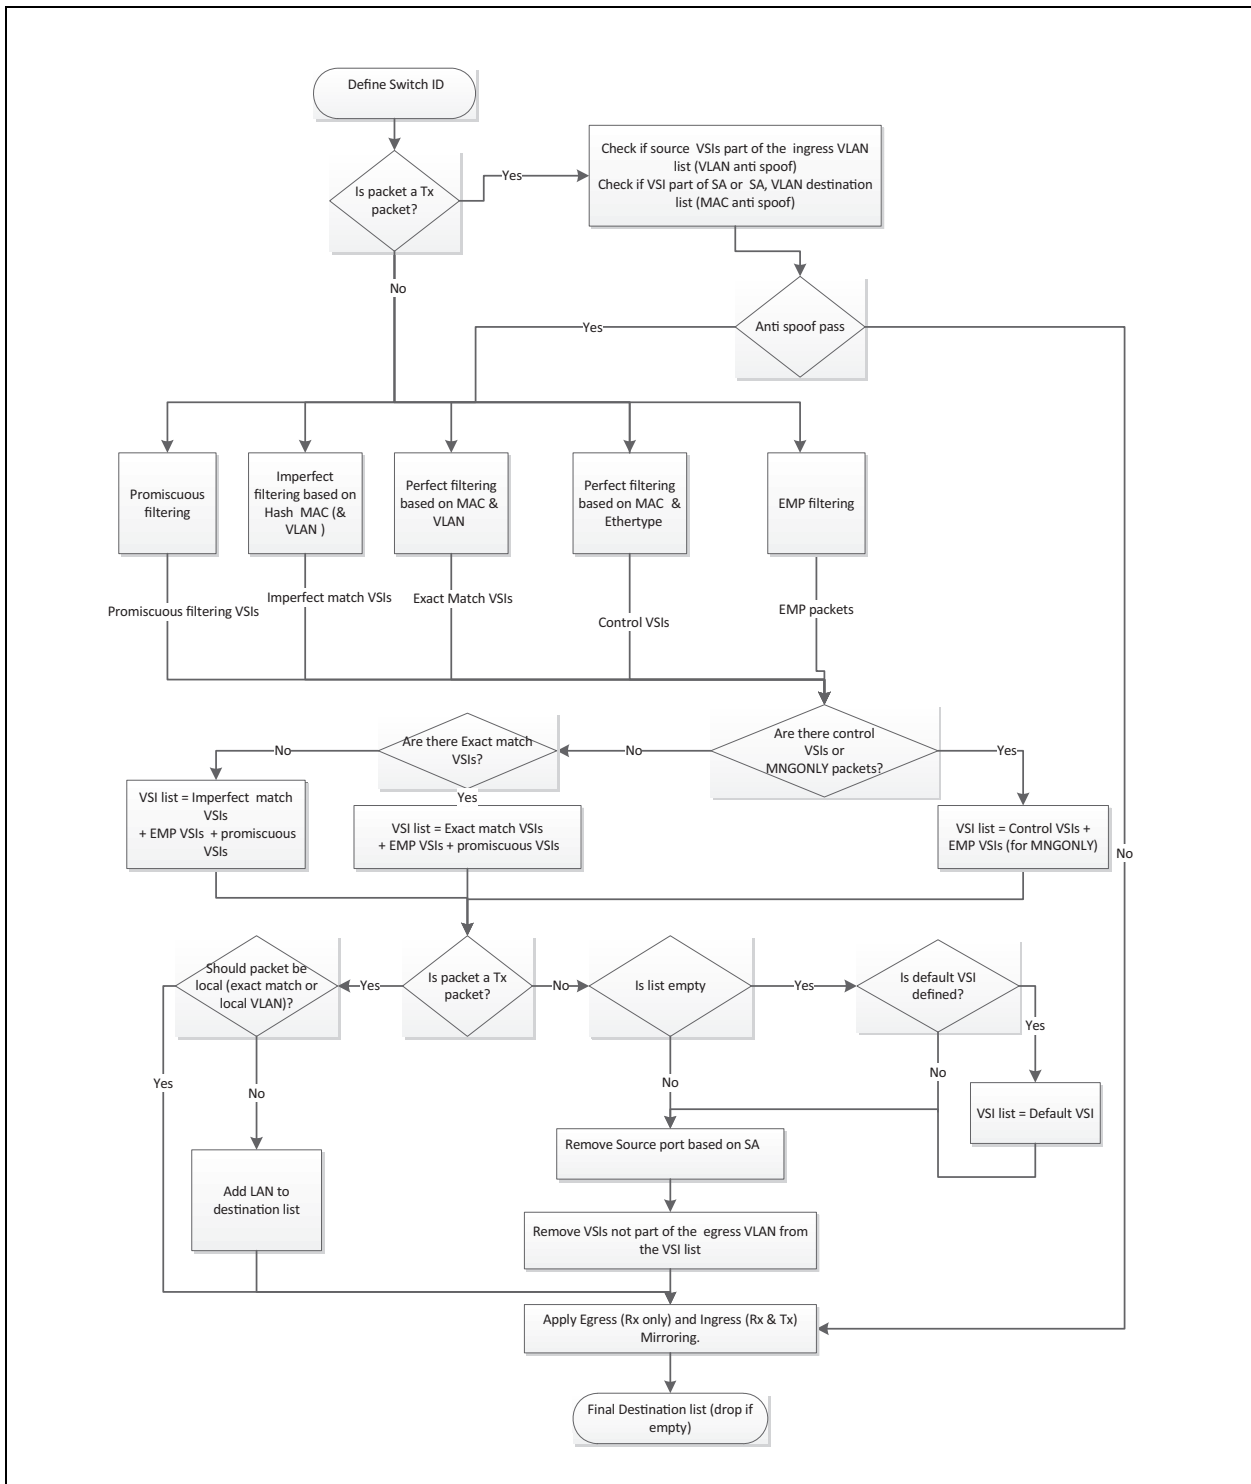 Define Switch ID
Is packet a Tx
packet?
Yes
Check if source  VSIs part of the  ingress VLAN
list (VLAN anti spoof)
Check if VSI part of SA or  SA, VLAN destination
list (MAC anti spoof)
No
Yes
Anti spoof pass
Promiscuous
filtering
Imperfect
filtering based on
Hash  MAC (&
VLAN )
Perfect filtering
based on MAC &
VLAN
Perfect filtering
based on MAC  &
Ethertype
EMP filtering
Promiscuous filtering VSIs
Imperfect match VSIs
Exact Match VSIs
Control VSIs
EMP packets
Are there control
VSIs or
MNGONLY packets?
No
Yes
Are there Exact match
VSIs?
No
Yes
VSI list = Imperfect  match
VSIs
+ EMP VSIs  + promiscuous
VSIs
VSI list = Exact match VSIs
+ EMP VSIs + promiscuous VSIs
VSI list = Control VSIs +
EMP VSIs (for MNGONLY)
No
Should packet be
local (exact match or
local VLAN)?
Yes
Is packet a Tx
packet?
No
Is list empty
Yes
Is default VSI
defined?
Yes
Yes
No
No
No
VSI list = Default VSI
Remove Source port based on SA
Add LAN to
destination list
Remove VSIs not part of the  egress VLAN from
the VSI list
Apply Egress (Rx only) and Ingress (Rx & Tx)
Mirroring.
Final Destination list (drop if
empty)